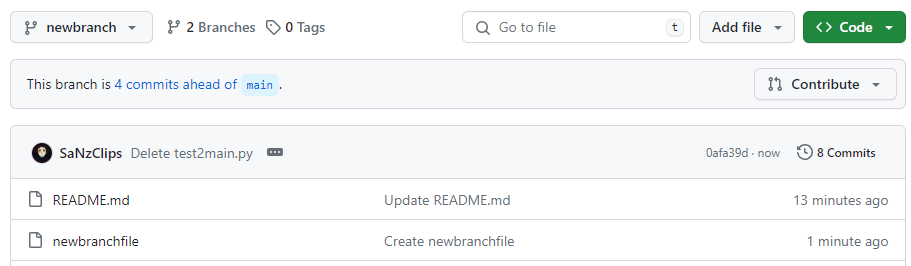 newbranch 2 Branches 0 Tags Go to file t Add file Code
This branch is 4 commits ahead of main .
SaNzClips Delete test2main.py 0afa39d · now 8 Commits
README.md Update README.md 13 minutes ago
newbranchfile Create newbranchfile 1 minute ago
Contribute